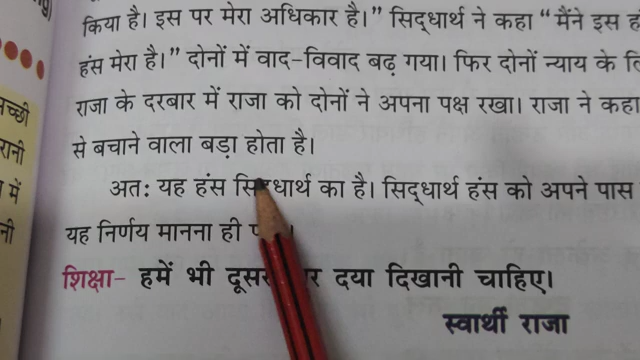 किया है। इस पर मेरा अधिकार है।” सिद्धार्थ ने कहा “मैंने इस
हंस मेरा है।” दोनों में वाद-विवाद बढ़ गया। फिर दोनों न्याय के
राजा के दरबार में राजा को दोनों ने अपना पक्ष रखा। राजा ने कहा
से बचाने वाला बड़ा होता है।
अतः यह हंस सिद्धार्थ का है। सिद्धार्थ हंस को अपने पास
यह निर्णय मानना ही
शिक्षा- हमें भी दया दिखानी चाहिए।
स्वार्थी राजा